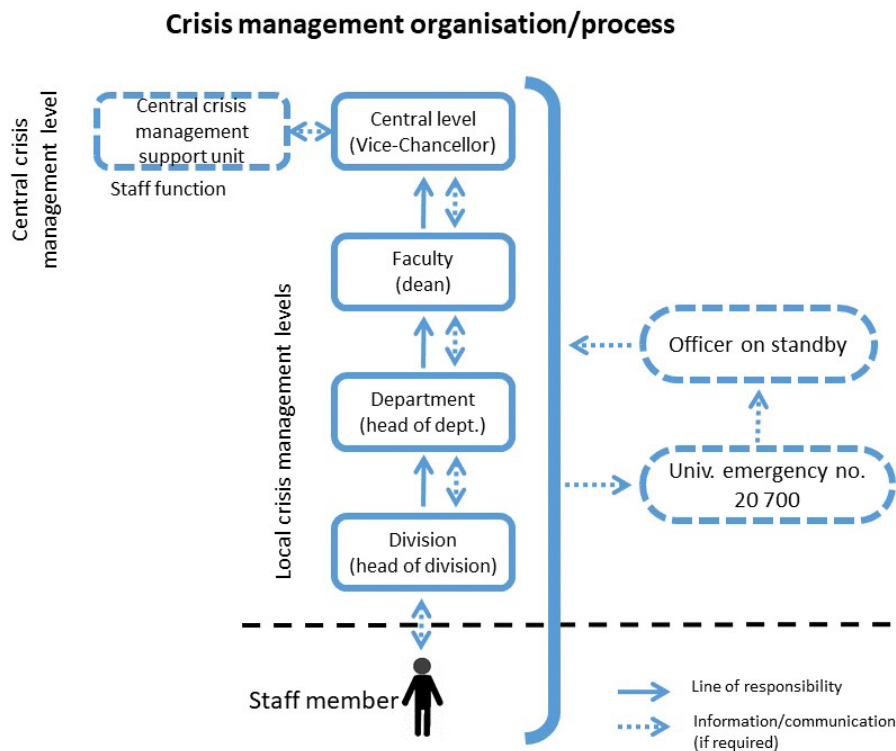 Crisis management organisation/process
Central crisis
management level
Central crisis
management
support unit
Staff function
Central level
(Vice-Chancellor)
Local crisis management levels
Faculty
(dean)
Department
(head of dept.)
Division
(head of division)
Officer on standby
Univ. emergency no.
20 700
Staff member
Line of responsibility
Information/communication
(if required)